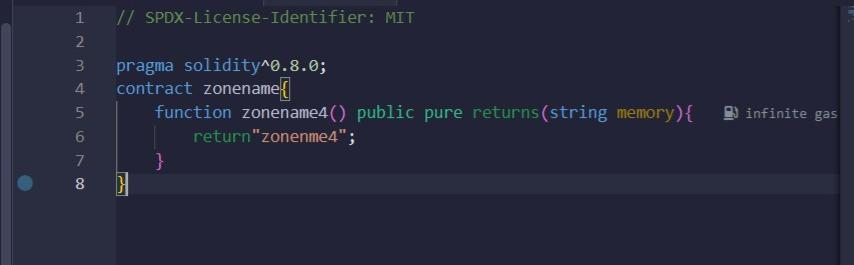 1 // SPDX-License-Identifier: MIT
2
3 pragma solidity^0.8.0;
4 contract zonename{
5 function zonename4() public pure returns(string memory){ infinite gas
6 return"zonenme4";
7 }
8 }